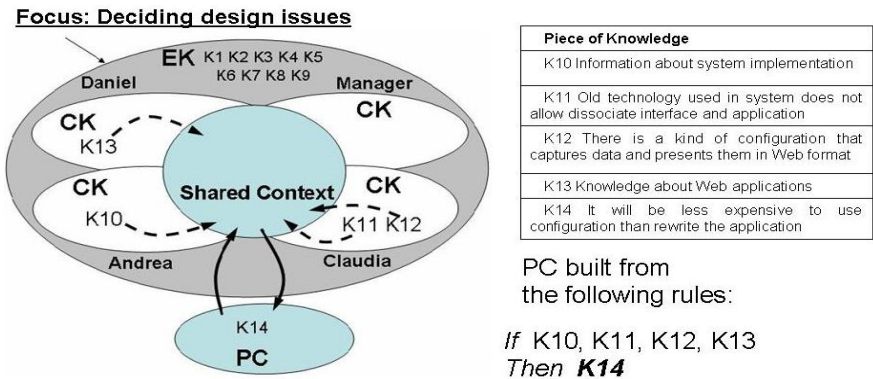 Focus: Deciding design issues
EK K1 K2 K3 K4 K5
K6 K7 K8 K9
Daniel
Manager
CK
K13
CK
Shared Context
CK
K10
CK
K11 K12
Andrea
Claudia
K14
PC
Piece of Knowledge
K10 Information about system implementation
K11 Old technology used in system does not
allow dissociate interface and application
K12 There is a kind of configuration that
captures data and presents them in Web format
K13 Knowledge about Web applications
K14 It will be less expensive to use
configuration than rewrite the application
PC built from
the following rules:
If K10, K11, K12, K13
Then K14